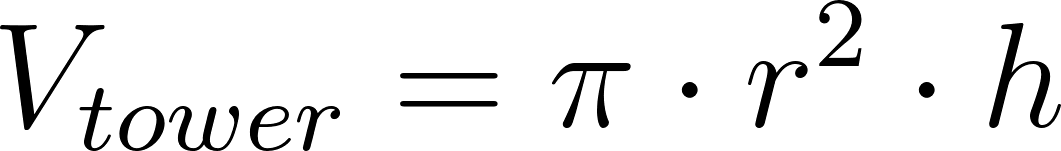 V_{tower} = π · r^2 · h